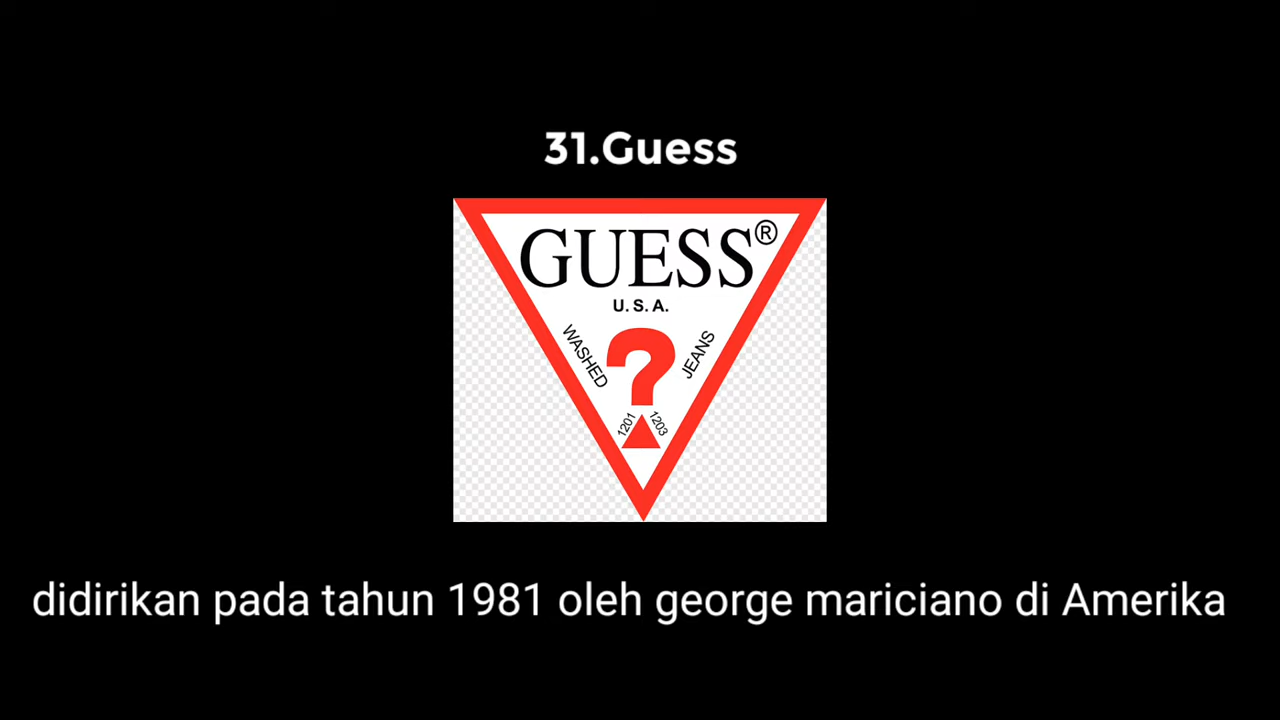 31.Guess
GUESS®
U.S.A.
WASHED
JEANS
?
1201
1203
didirikan pada tahun 1981 oleh george mariciano di Amerika